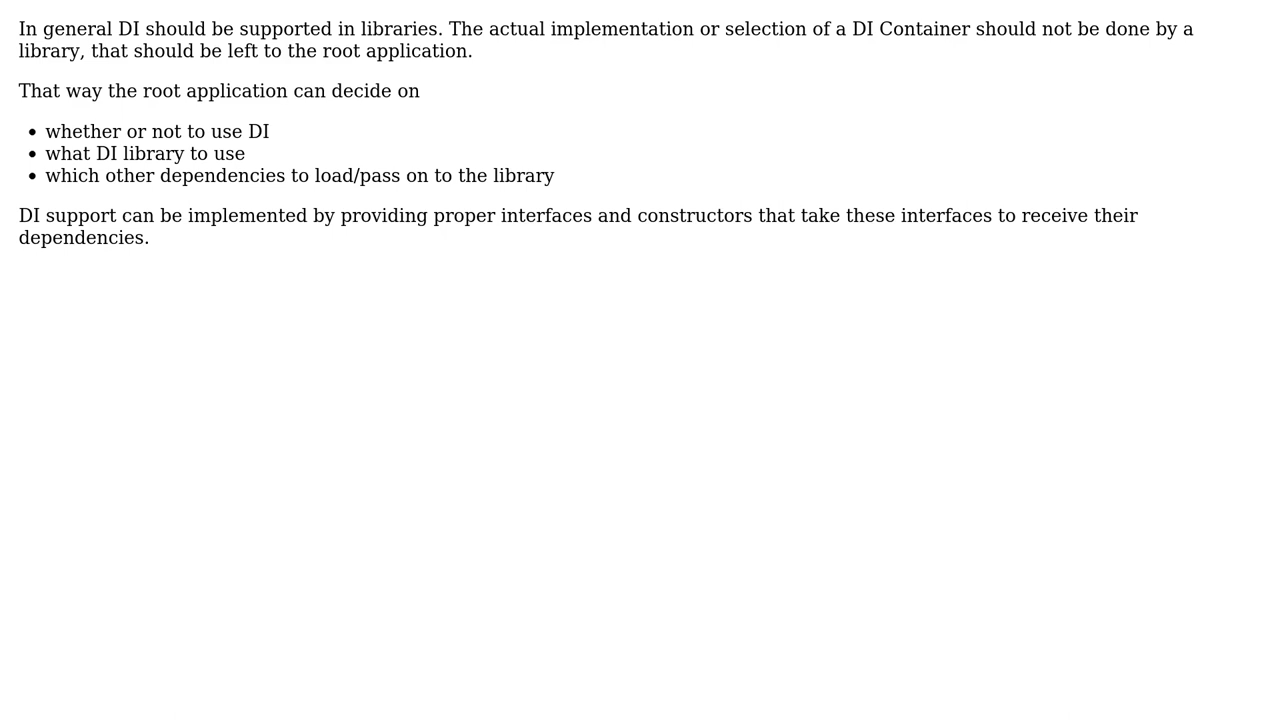 In general DI should be supported in libraries. The actual implementation or selection of a DI Container should not be done by a
library, that should be left to the root application.
That way the root application can decide on
• whether or not to use DI
• what DI library to use
• which other dependencies to load/pass on to the library
DI support can be implemented by providing proper interfaces and constructors that take these interfaces to receive their
dependencies.